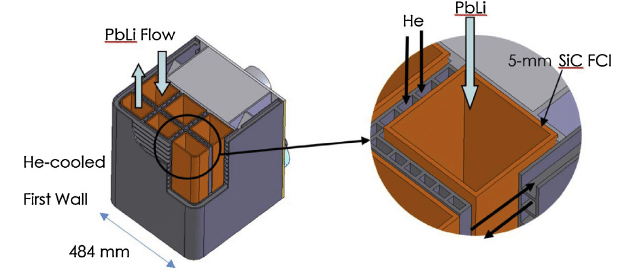 PbLi Flow
He-cooled
First Wall
484 mm
He
PbLi
5-mm SiC FCI